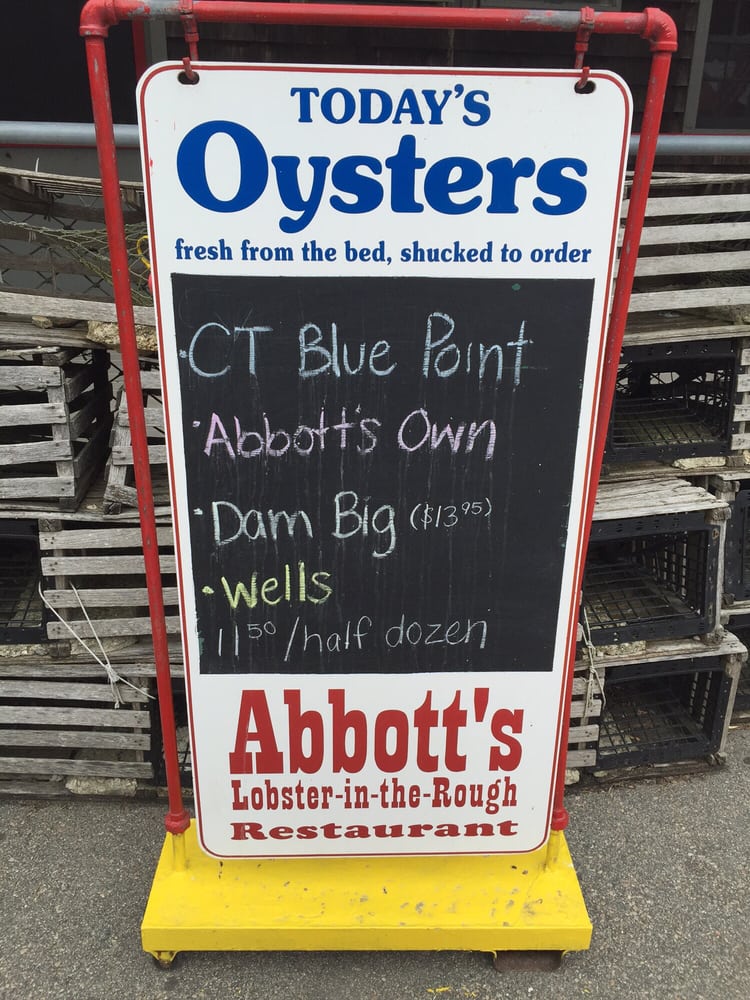 TODAY'S
Oysters
fresh from the bed, shucked to order
·CT Blue Point
·Abbott's Own
·Dam Big ($13.95)
·Wells
11.50/half dozen
Abbott's
Lobster-in-the-Rough
Restaurant